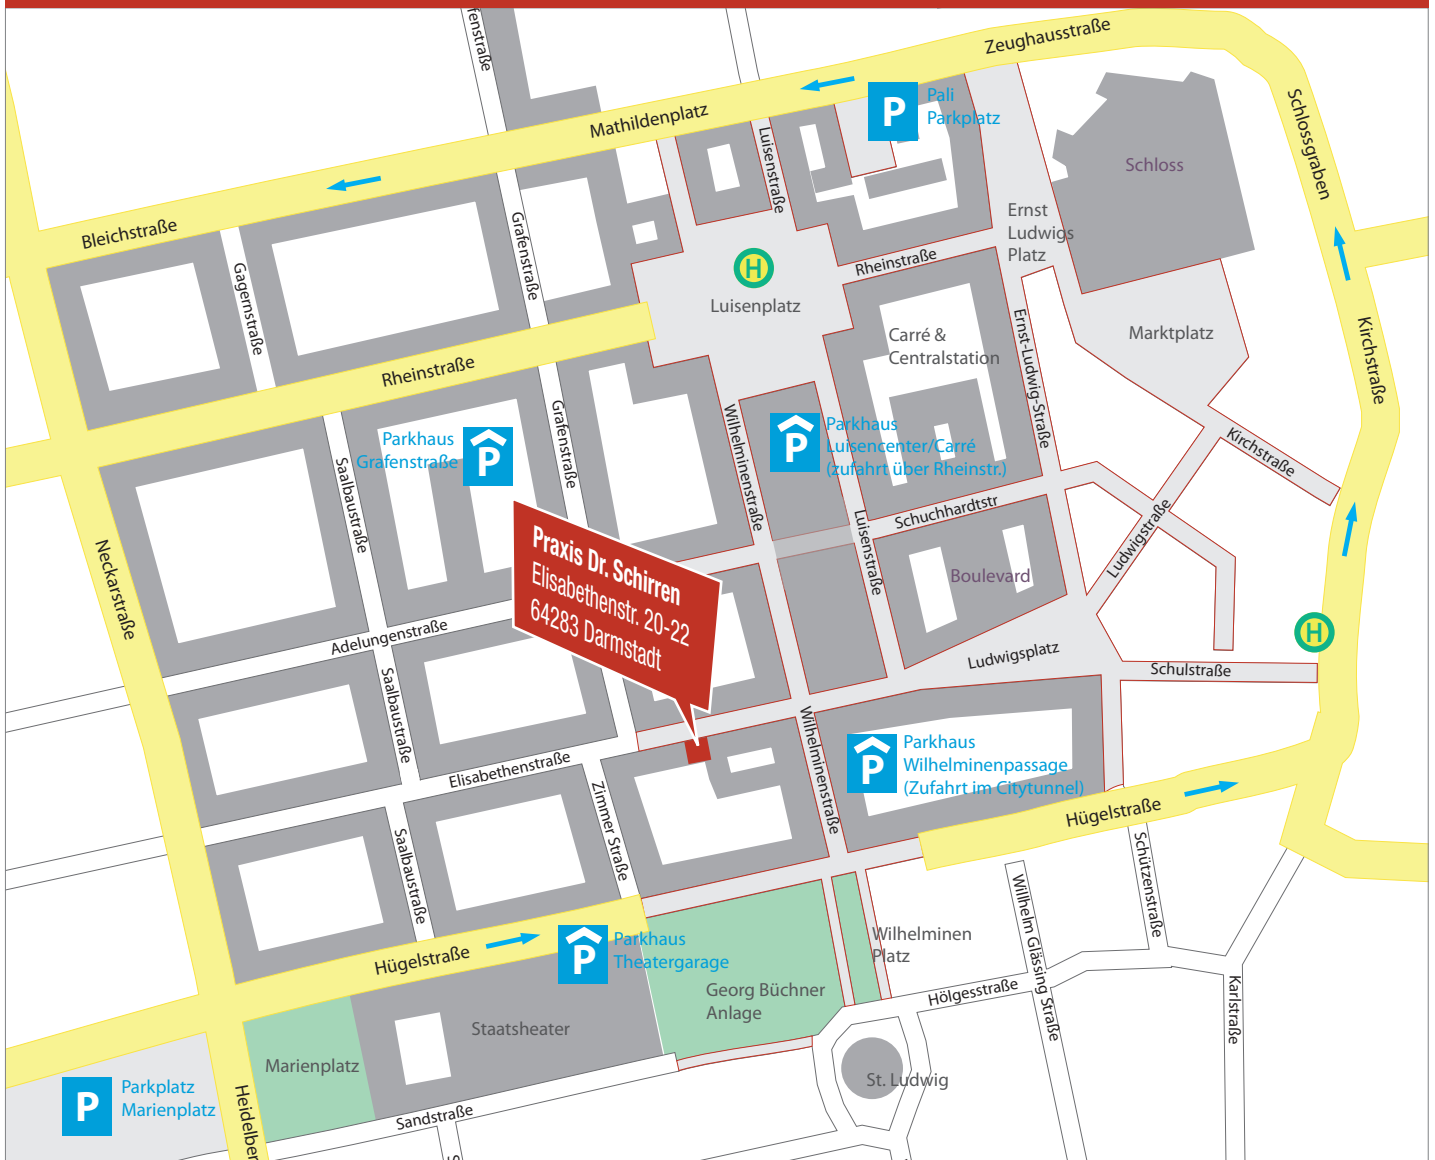 fenstraße
Zeughausstraße
Mathildenplatz
P
Pali
Parkplatz
Schlossgraben
Luisenstraße
Schloss
Bleichstraße
Grafenstraße
Ernst
Ludwigs
Platz
Gagernstraße
H
Luisenplatz
Rheinstraße
Carré &
Centralstation
Ernst-Ludwig-Straße
Marktplatz
Kirchstraße
Rheinstraße
Grafenstraße
Wilhelminenstraße
Parkhaus
Grafenstraße
P
P
Parkhaus
Luisencenter/Carré
(zufahrt über Rheinstr.)
Kirchstraße
Saalbaustraße
Schuchhardtstr
Luisenstraße
Ludwigstraße
Praxis Dr. Schirren
Elisabethenstr. 20-22
64283 Darmstadt
Boulevard
Neckarstraße
Adelungenstraße
H
Ludwigsplatz
Schulstraße
Saalbaustraße
Wilhelminenstraße
Elisabethenstraße
Zimmer Straße
P
Parkhaus
Wilhelminenpassage
(Zufahrt im Citytunnel)
Hügelstraße
Saalbaustraße
Schützenstraße
Willhelm Glässing Straße
Hügelstraße
P
Parkhaus
Theatergarage
Wilhelminen
Platz
Georg Büchner
Anlage
Hölgesstraße
Karlstraße
Staatsheater
Marienplatz
St. Ludwig
P
Parkplatz
Marienplatz
Heidelber
Sandstraße
S